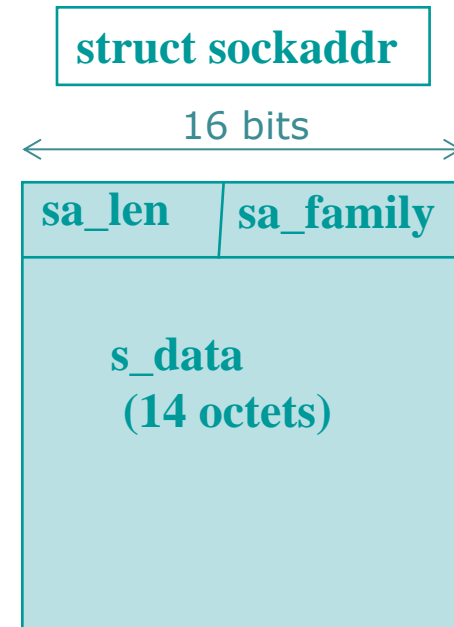 struct sockaddr
16 bits
sa_len sa_family
s_data
(14 octets)